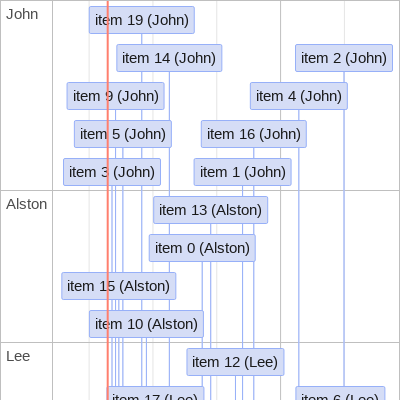 John
item 19 (John)
item 14 (John)
item 2 (John)
item 9 (John)
item 4 (John)
item 5 (John)
item 16 (John)
item 3 (John)
item 1 (John)
Alston
item 13 (Alston)
item 0 (Alston)
item 15 (Alston)
item 10 (Alston)
Lee
item 12 (Lee)
item 17 (Lee)
item 6 (Lee)